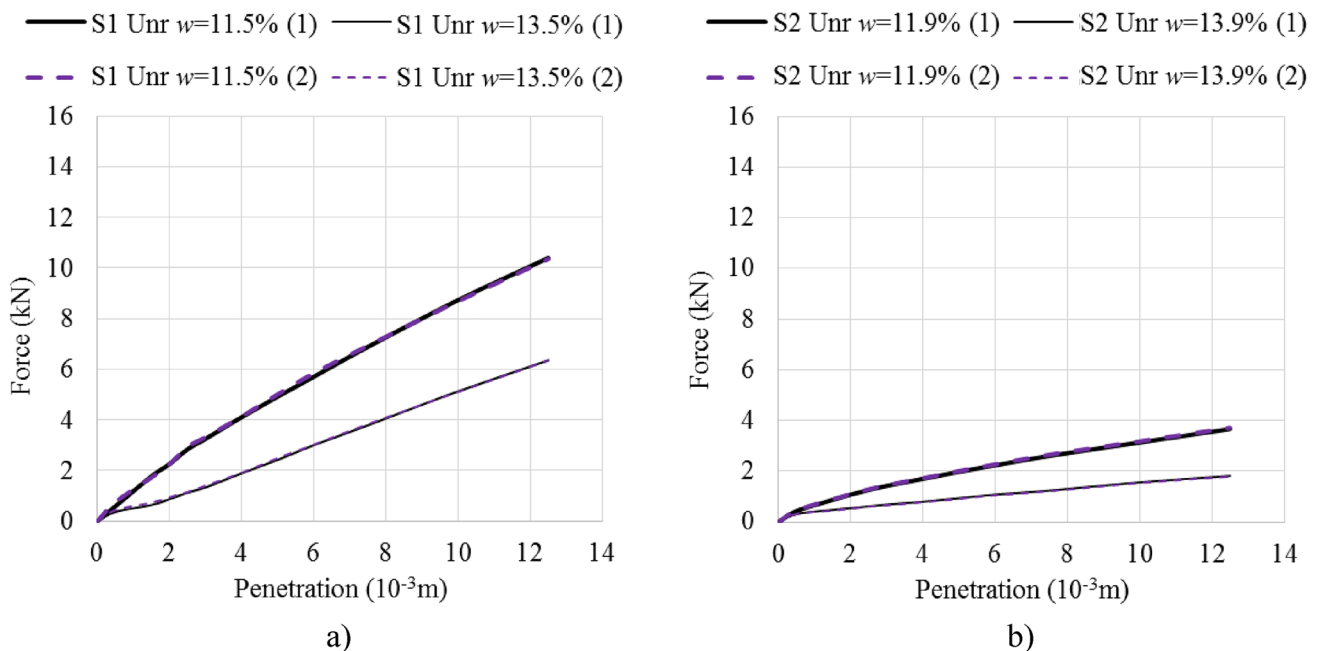 S1 Unr w=11.5% (1) S1 Unr w=13.5% (1)
S1 Unr w=11.5% (2) S1 Unr w=13.5% (2)
16
14
12
10
8
6
4
2
0
Force (kN)
0 2 4 6 8 10 12 14
Penetration (10⁻³m)
a)
S2 Unr w=11.9% (1) S2 Unr w=13.9% (1)
S2 Unr w=11.9% (2) S2 Unr w=13.9% (2)
16
14
12
10
8
6
4
2
0
Force (kN)
0 2 4 6 8 10 12 14
Penetration (10⁻³m)
b)